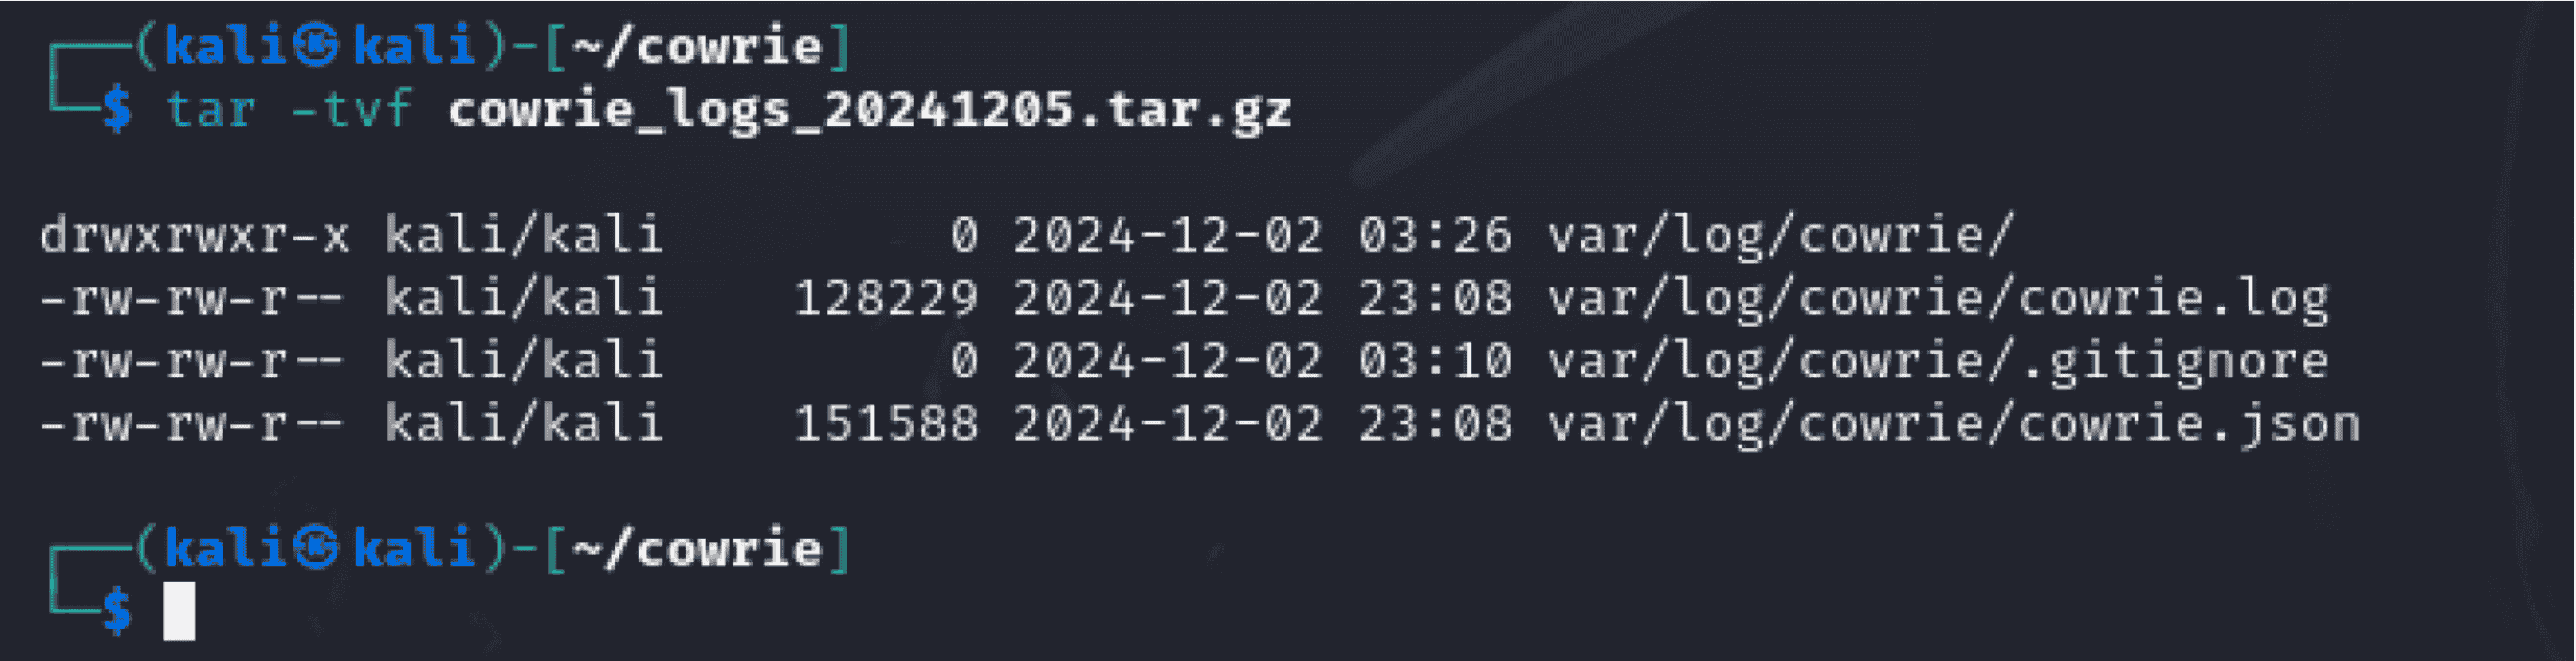 ┌──(kali㉿kali)-[~/cowrie]
└─$ tar -tvf cowrie_logs_20241205.tar.gz
drwxrwxr-x kali/kali         0 2024-12-02 03:26 var/log/cowrie/
-rw-rw-r-- kali/kali    128229 2024-12-02 23:08 var/log/cowrie/cowrie.log
-rw-rw-r-- kali/kali         0 2024-12-02 03:10 var/log/cowrie/.gitignore
-rw-rw-r-- kali/kali    151588 2024-12-02 23:08 var/log/cowrie/cowrie.json
┌──(kali㉿kali)-[~/cowrie]
└─$